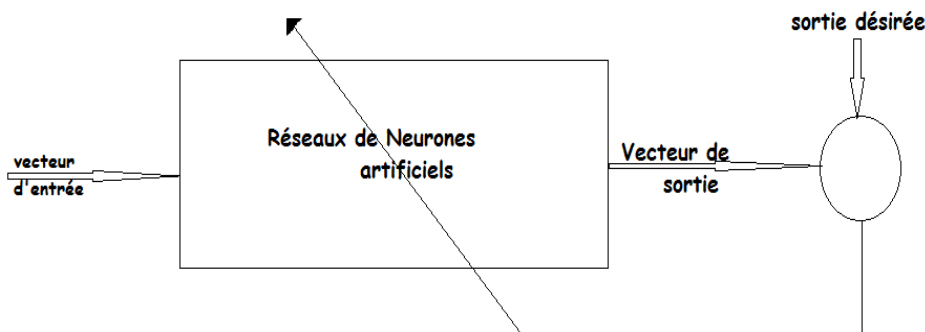 sortie désirée
Réseaux de Neurones
artificiels
vecteur
d'entrée
Vecteur de
sortie